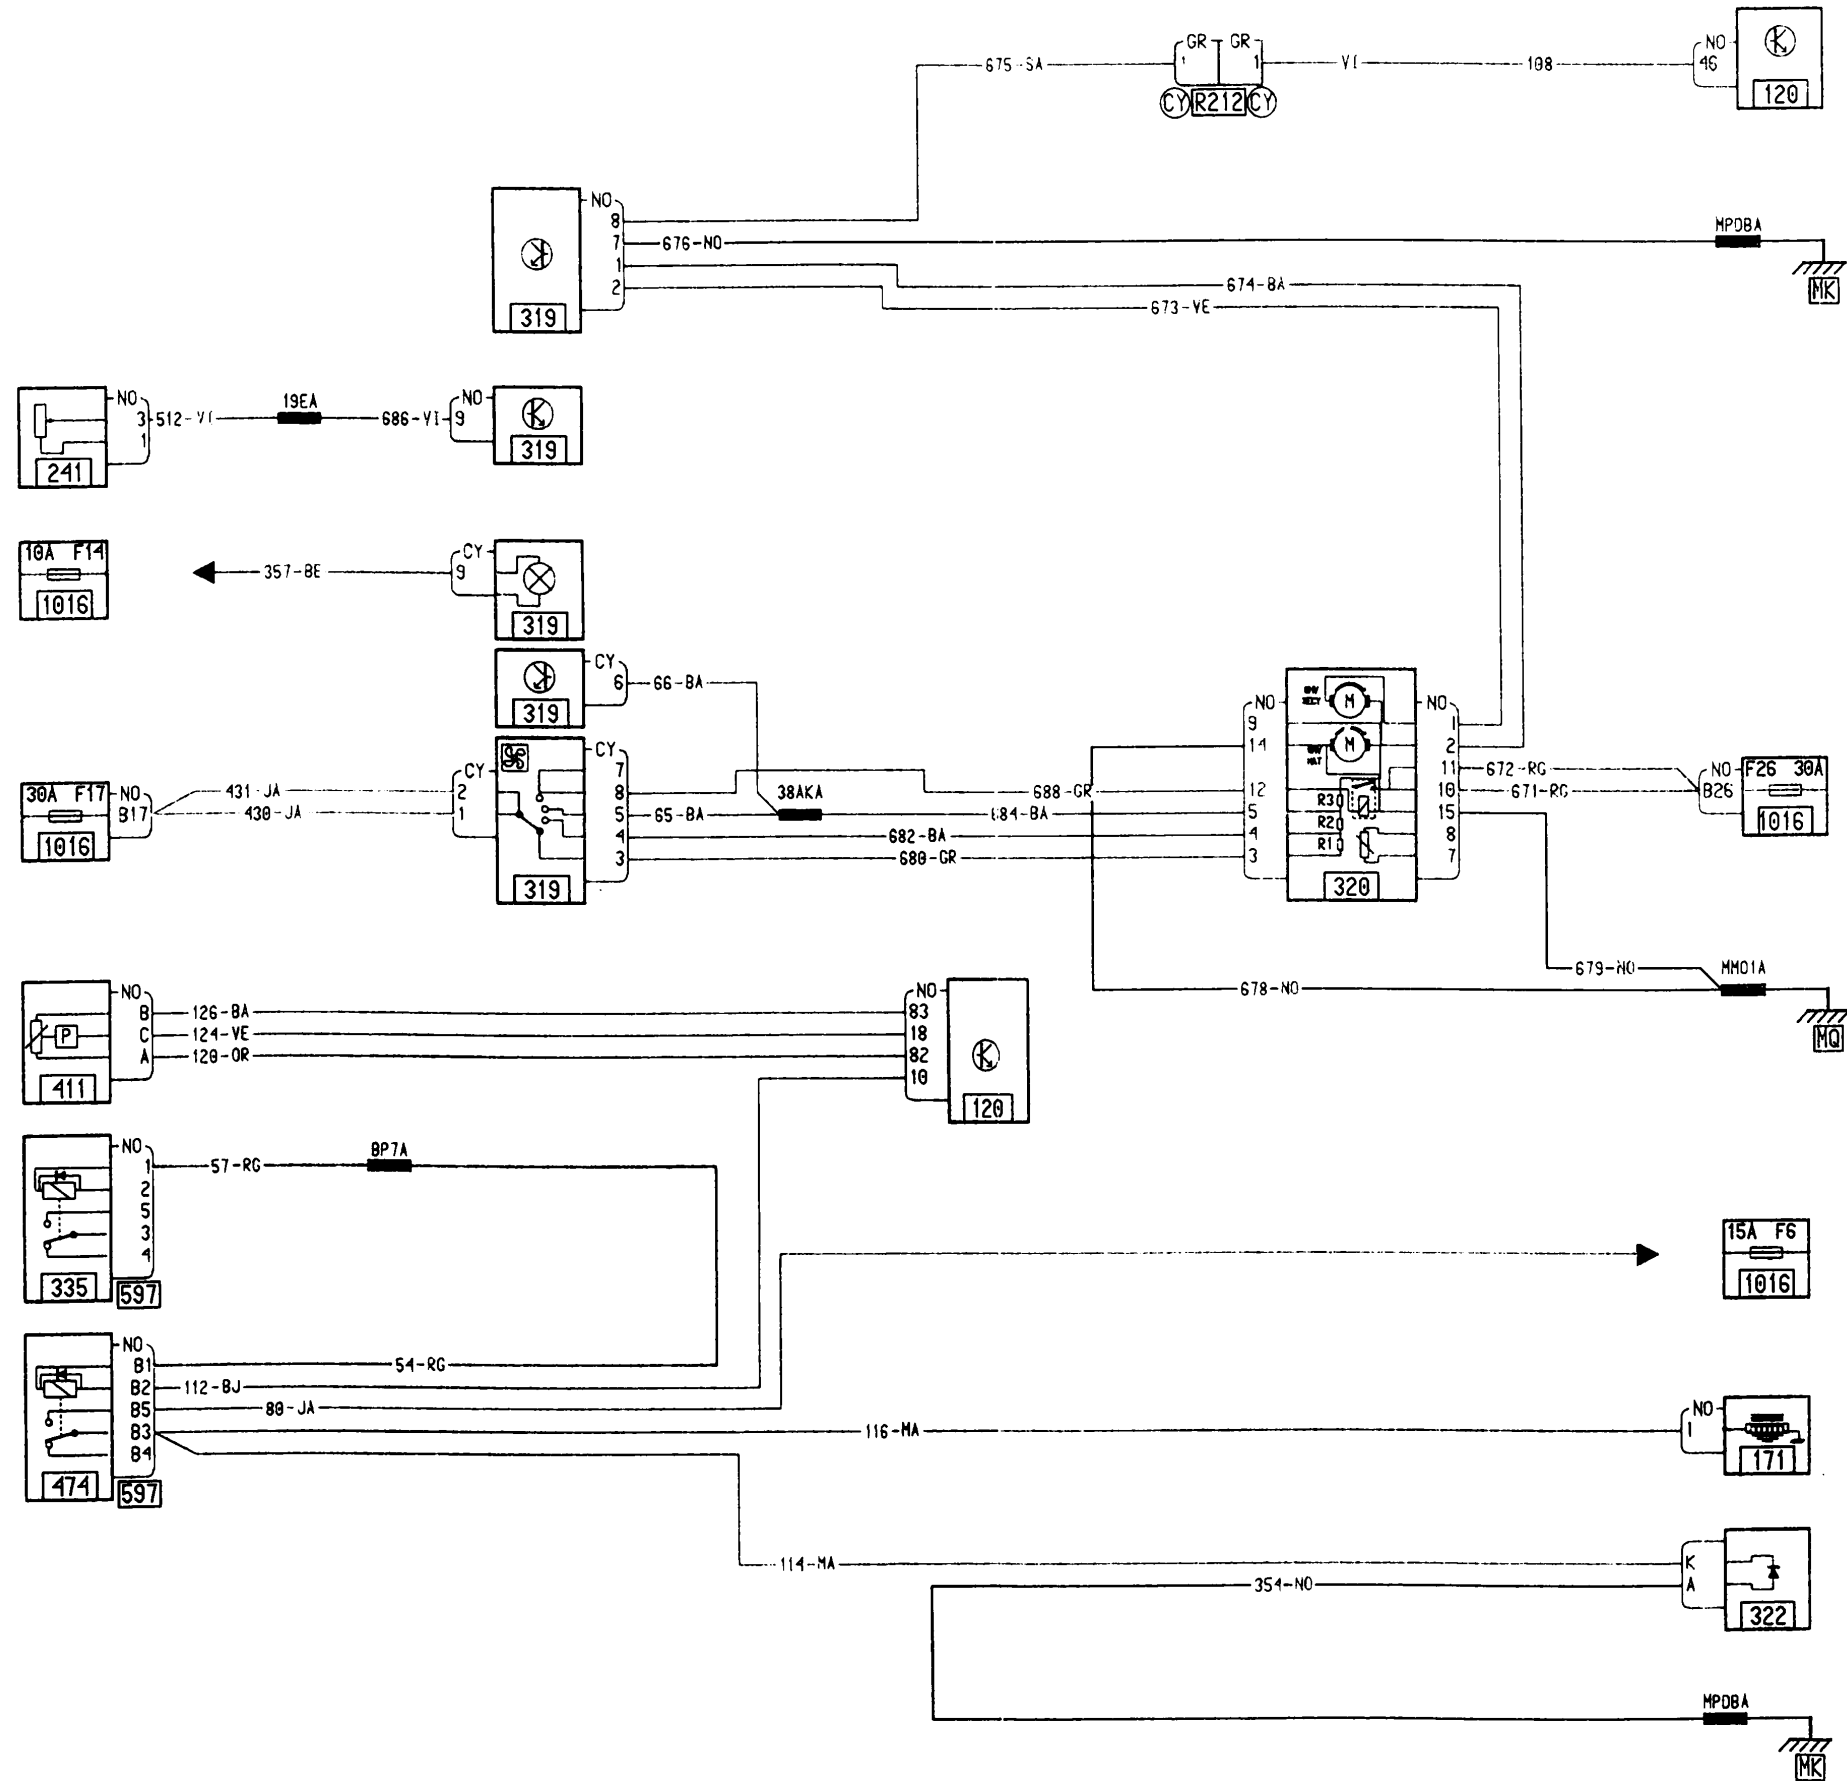 675-SA
GR GR
1 1
VI 108
NO
46
120
CY R212 CY
NO
8
7 676-NO
1
2
319
MPDBA
MK
674-BA
673-VE
NO
3 512-VI
1
241
19EA
686-VI
NO
9
319
10A F14
1016
357-BE
CY
9
319
CY
6 66-BA
319
30A F17
1016
NO
B17
431-JA
430-JA
CY
2
1
CY
7
8
5 65-BA
4
3
319
38AKA
688-GR
684-BA
682-BA
680-GR
NO
9
14
12
5
4
3
M
M
R3
R2
R1
320
NO
1
2
11 672-RG
10 671-RG
15
8
7
NO
B26
F26 30A
1016
679-NO
678-NO
MM01A
MQ
NO
B 126-BA
C 124-VE
A 120-OR
P
411
NO
83
18
82
10
120
NO
1 57-RG
2
5
3
4
335
597
BP7A
15A F6
1016
NO
B1 54-RG
B2 112-BJ
B5 80-JA
B3 116-MA
B4
474
597
NO
1
171
114-MA
354-NO
K
A
322
MPDBA
MK